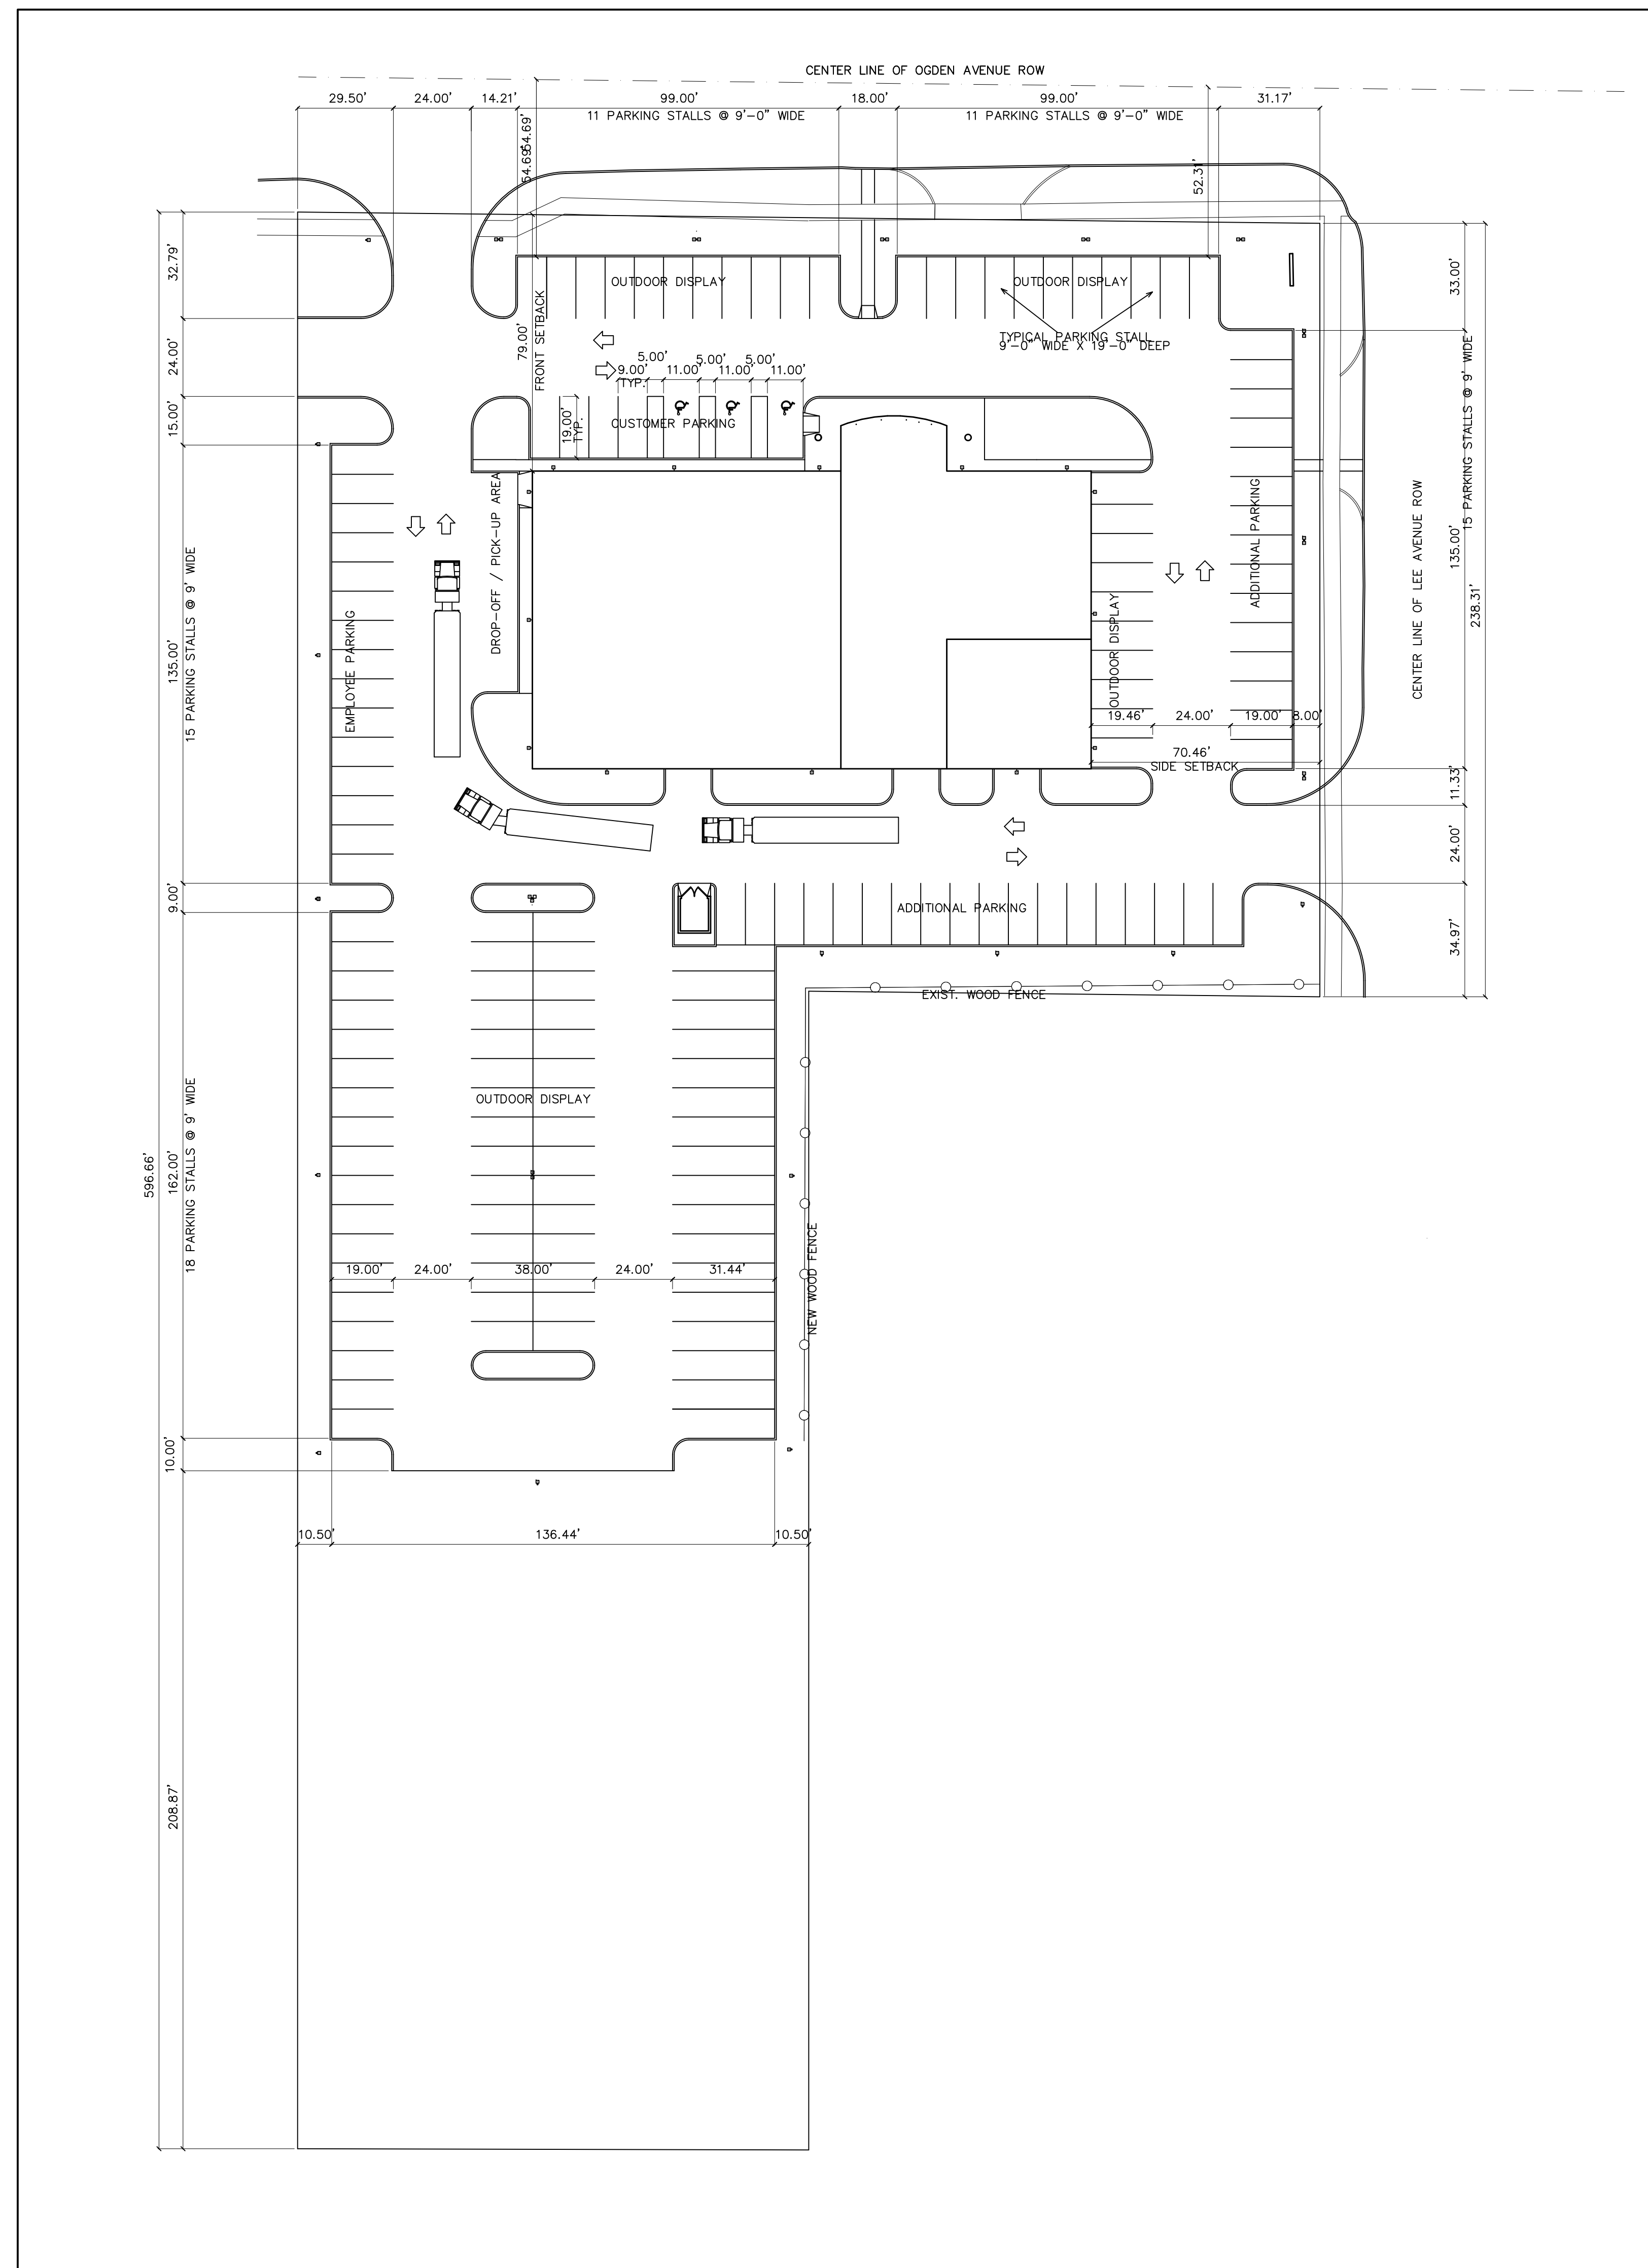 CENTER LINE OF OGDEN AVENUE ROW
29.50' 24.00' 14.21' 99.00' 18.00' 99.00' 31.17'
11 PARKING STALLS @ 9'-0" WIDE
11 PARKING STALLS @ 9'-0" WIDE
54.69'
54.69'
52.31'
32.79'
24.00'
15.00'
135.00'
15 PARKING STALLS @ 9' WIDE
9.00'
162.00'
18 PARKING STALLS @ 9' WIDE
596.66'
10.00'
208.87'
OUTDOOR DISPLAY
OUTDOOR DISPLAY
79.00'
FRONT SETBACK
TYPICAL PARKING STALL
9'-0" WIDE X 19'-0" DEEP
5.00' 5.00' 5.00'
9.00' 11.00' 11.00' 11.00'
TYP.
19.00'
TYP.
CUSTOMER PARKING
DROP-OFF / PICK-UP AREA
EMPLOYEE PARKING
OUTDOOR DISPLAY
ADDITIONAL PARKING
19.46' 24.00' 19.00' 8.00'
70.46'
SIDE SETBACK
33.00'
15 PARKING STALLS @ 9' WIDE
135.00'
238.31'
CENTER LINE OF LEE AVENUE ROW
11.33'
24.00'
34.97'
ADDITIONAL PARKING
EXIST. WOOD FENCE
OUTDOOR DISPLAY
NEW WOOD FENCE
19.00' 24.00' 38.00' 24.00' 31.44'
10.50' 136.44' 10.50'